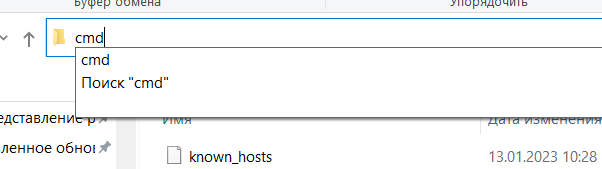 Буфер обмена
Упорядочить
cmd
cmd
Поиск "cmd"
Имя
Дата изменения
known_hosts
13.01.2023 10:28